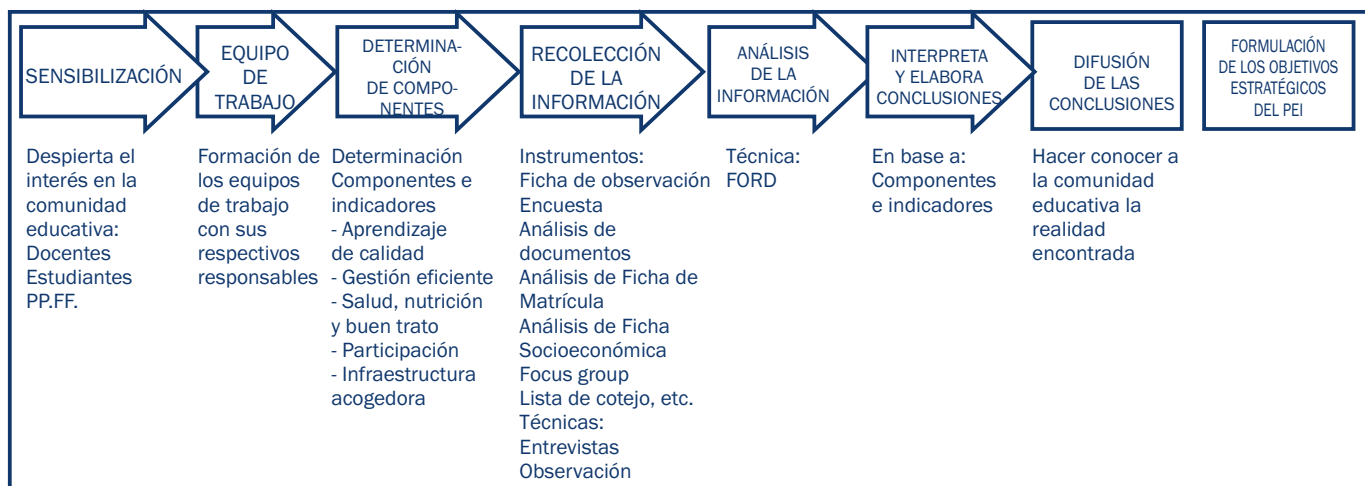 SENSIBILIZACIÓN
EQUIPO
DE
TRABAJO
DETERMINA-
CIÓN
DE COMPO-
NENTES
RECOLECCIÓN
DE LA
INFORMACIÓN
ANÁLISIS
DE LA
INFORMACIÓN
INTERPRETA
Y ELABORA
CONCLUSIONES
DIFUSIÓN
DE LAS
CONCLUSIONES
FORMULACIÓN
DE LOS OBJETIVOS
ESTRATÉGICOS
DEL PEI
Despierta el
interés en la
comunidad
educativa:
Docentes
Estudiantes
PP.FF.
Formación de
los equipos
de trabajo
con sus
respectivos
responsables
Determinación
Componentes e
indicadores
- Aprendizaje
de calidad
- Gestión eficiente
- Salud, nutrición
y buen trato
- Participación
- Infraestructura
acogedora
Instrumentos:
Ficha de observación
Encuesta
Análisis de
documentos
Análisis de Ficha de
Matrícula
Análisis de Ficha
Socioeconómica
Focus group
Lista de cotejo, etc.
Técnicas:
Entrevistas
Observación
Técnica:
FORD
En base a:
Componentes
e indicadores
Hacer conocer a
la comunidad
educativa la
realidad
encontrada